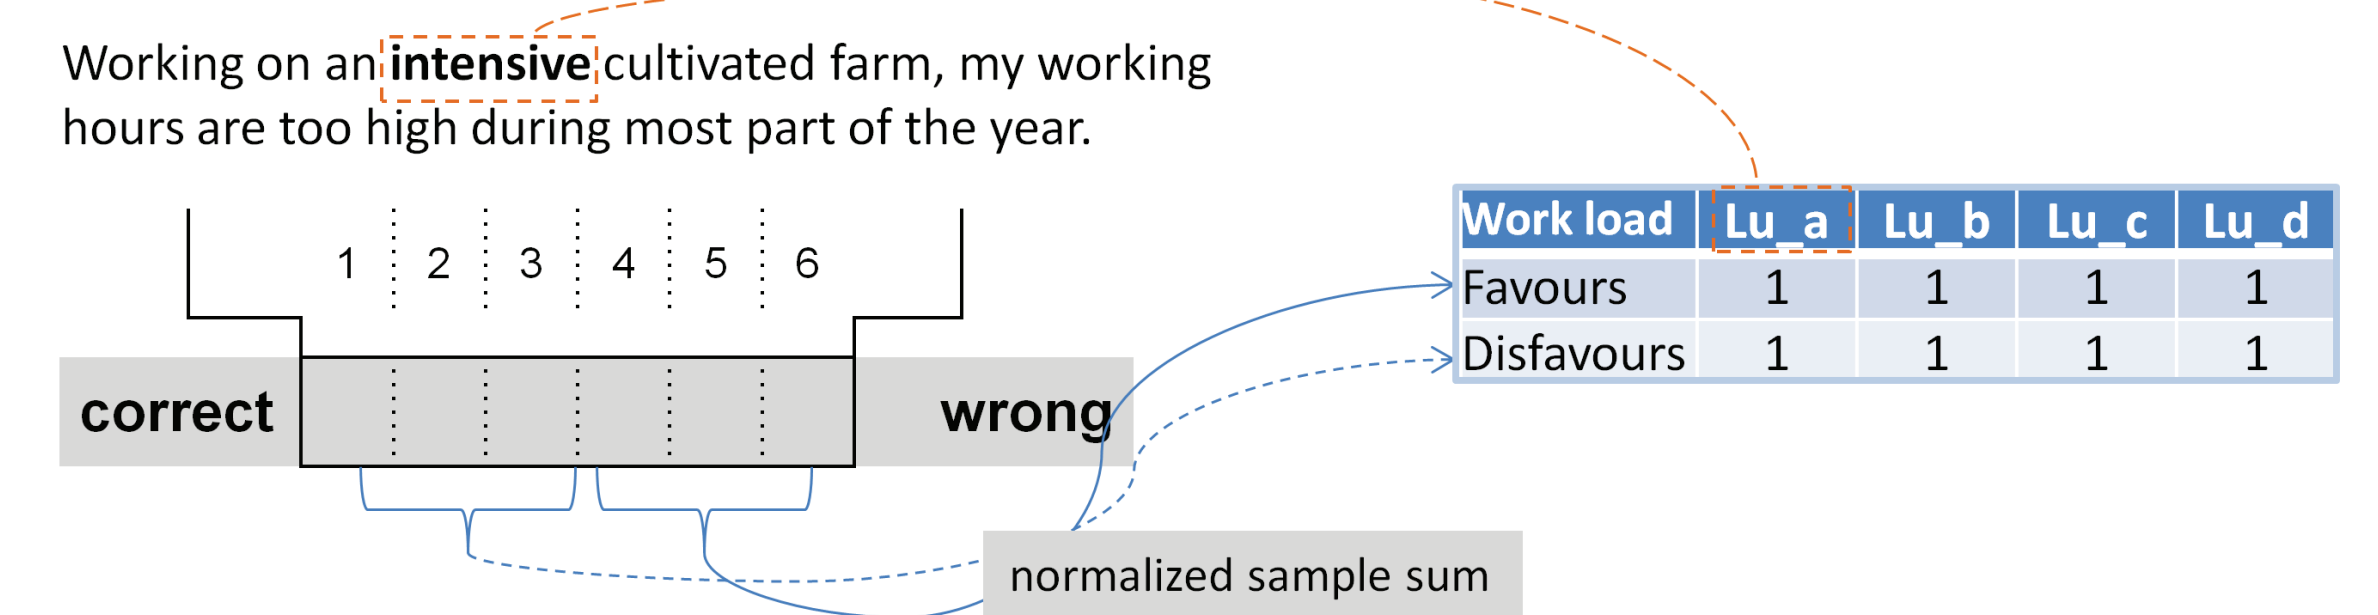 Working on an intensive cultivated farm, my working
hours are too high during most part of the year.
1 2 3 4 5 6
correct wrong
Work load Lu_a Lu_b Lu_c Lu_d
Favours 1 1 1 1
Disfavours 1 1 1 1
normalized sample sum